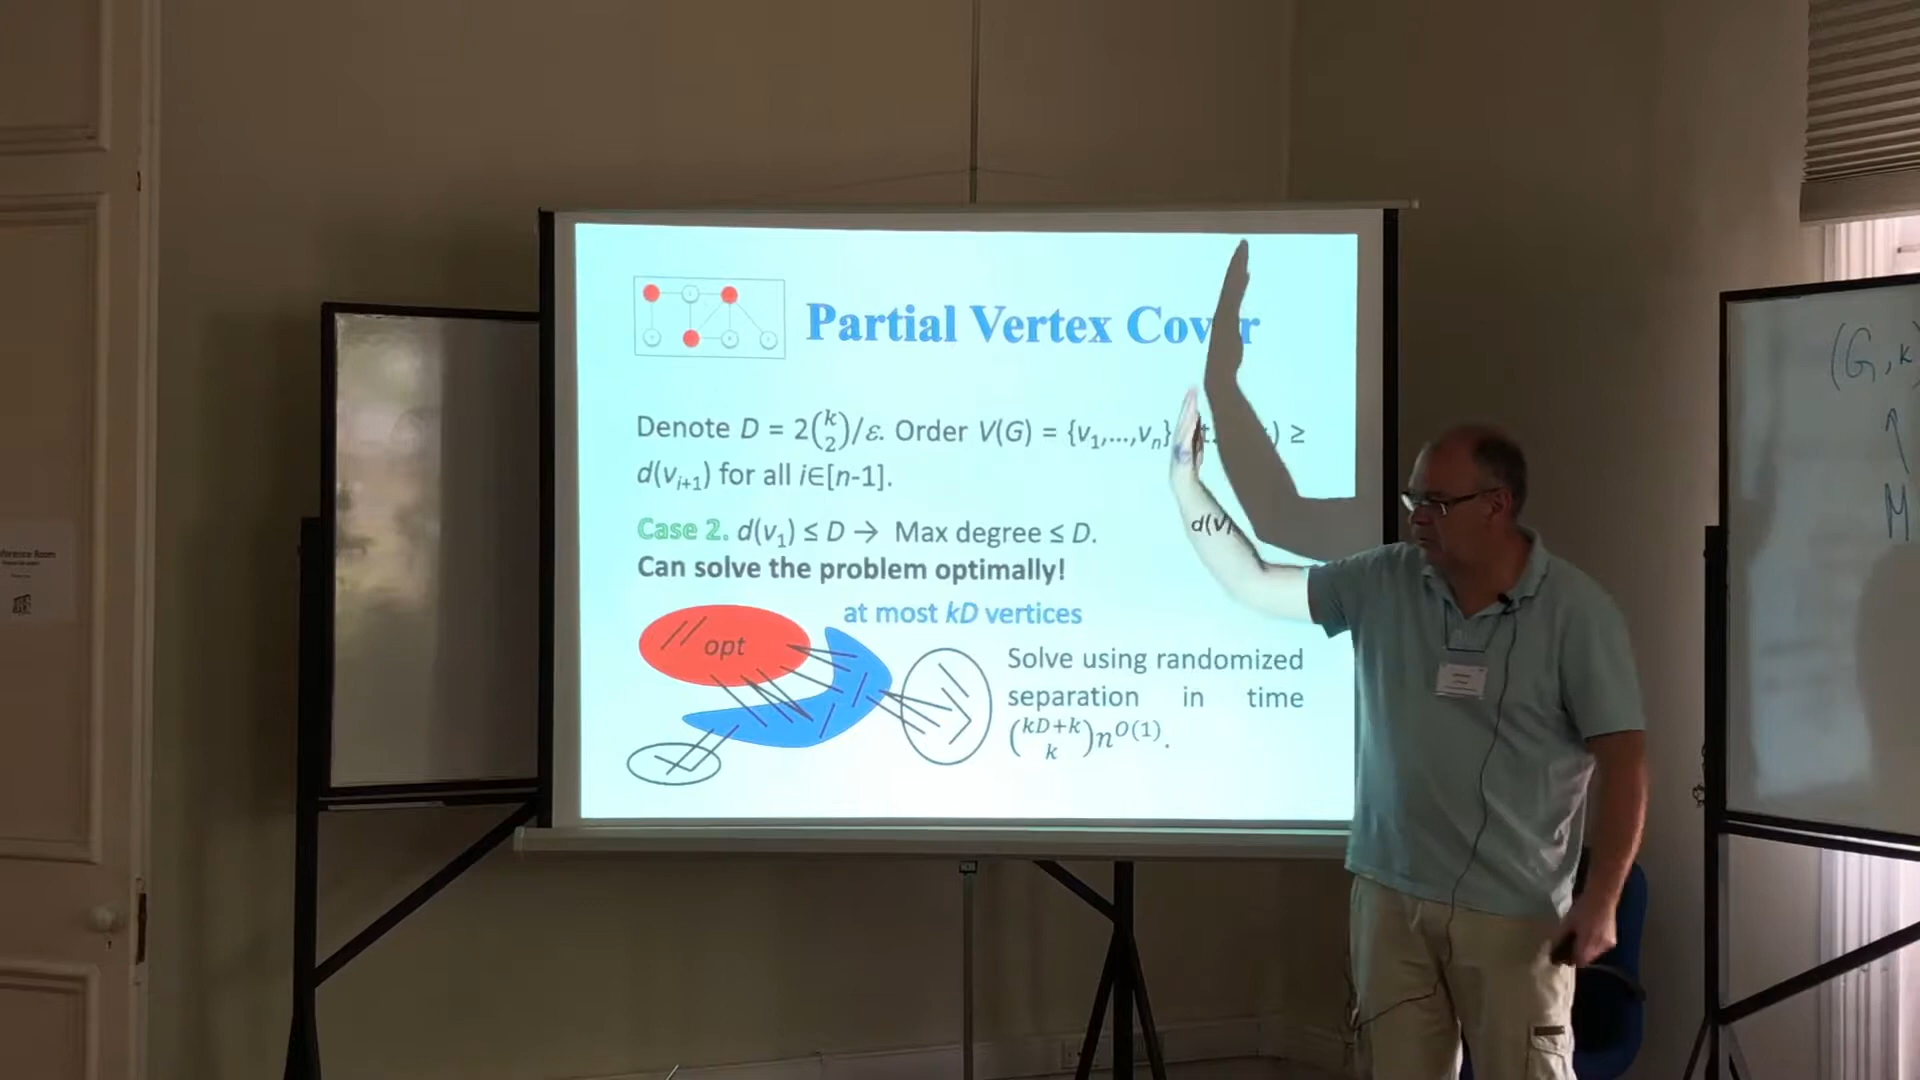 Partial Vertex Cov r
Denote D = 2(k 2)/ε. Order V(G) = {v1,...,vn} t. ) ≥
d(vi+1) for all i∈[n-1].
Case 2. d(v1) ≤ D → Max degree ≤ D.
d(v
Can solve the problem optimally!
at most kD vertices
opt
Solve using randomized
separation in time
(kD+k k)n^O(1).
(G, k
↑
M